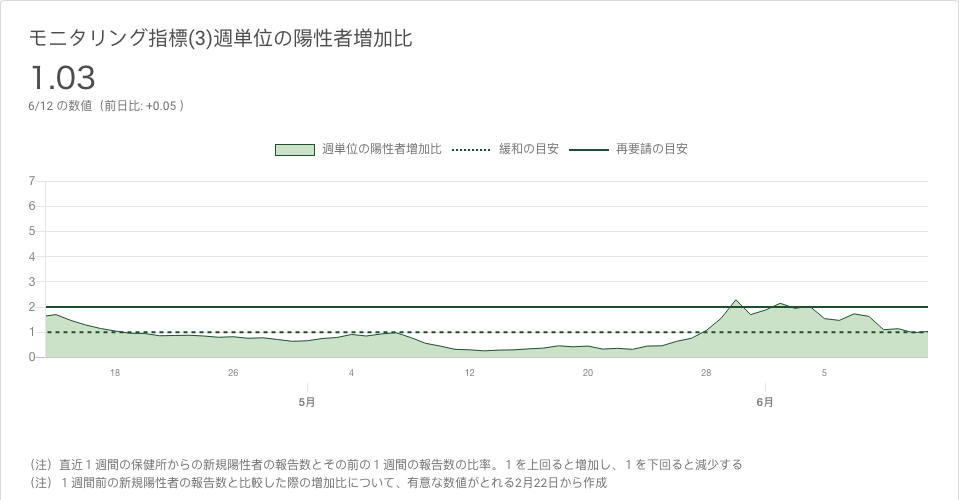 モニタリング指標(3)週単位の陽性者増加比
1.03
6/12 の数値（前日比: +0.05 ）
週単位の陽性者増加比 緩和の目安 再要請の目安
7
6
5
4
3
2
1
0
18 26 4 12 20 28 5
5月 6月
（注）直近１週間の保健所からの新規陽性者の報告数とその前の１週間の報告数の比率。１を上回ると増加し、１を下回ると減少する
（注）１週間前の新規陽性者の報告数と比較した際の増加比について、有意な数値がとれる2月22日から作成